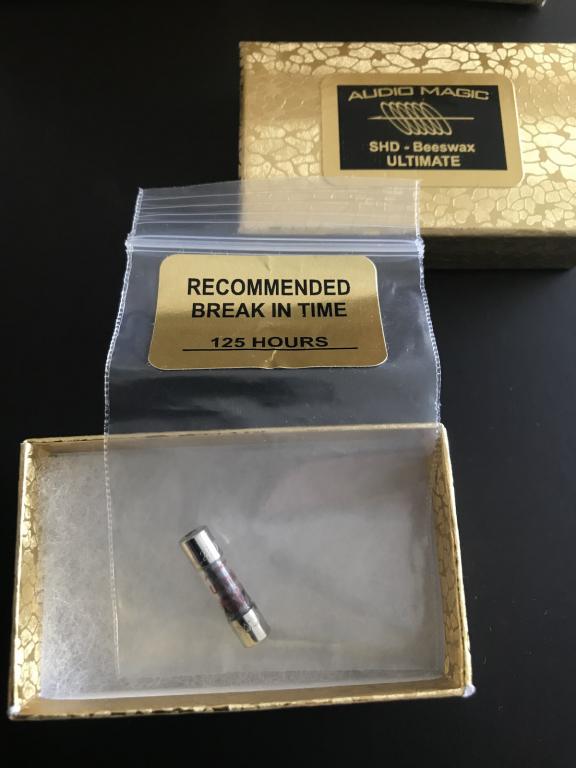 AUDIO MAGIC
SHD - Beeswax
ULTIMATE
RECOMMENDED
BREAK IN TIME
125 HOURS